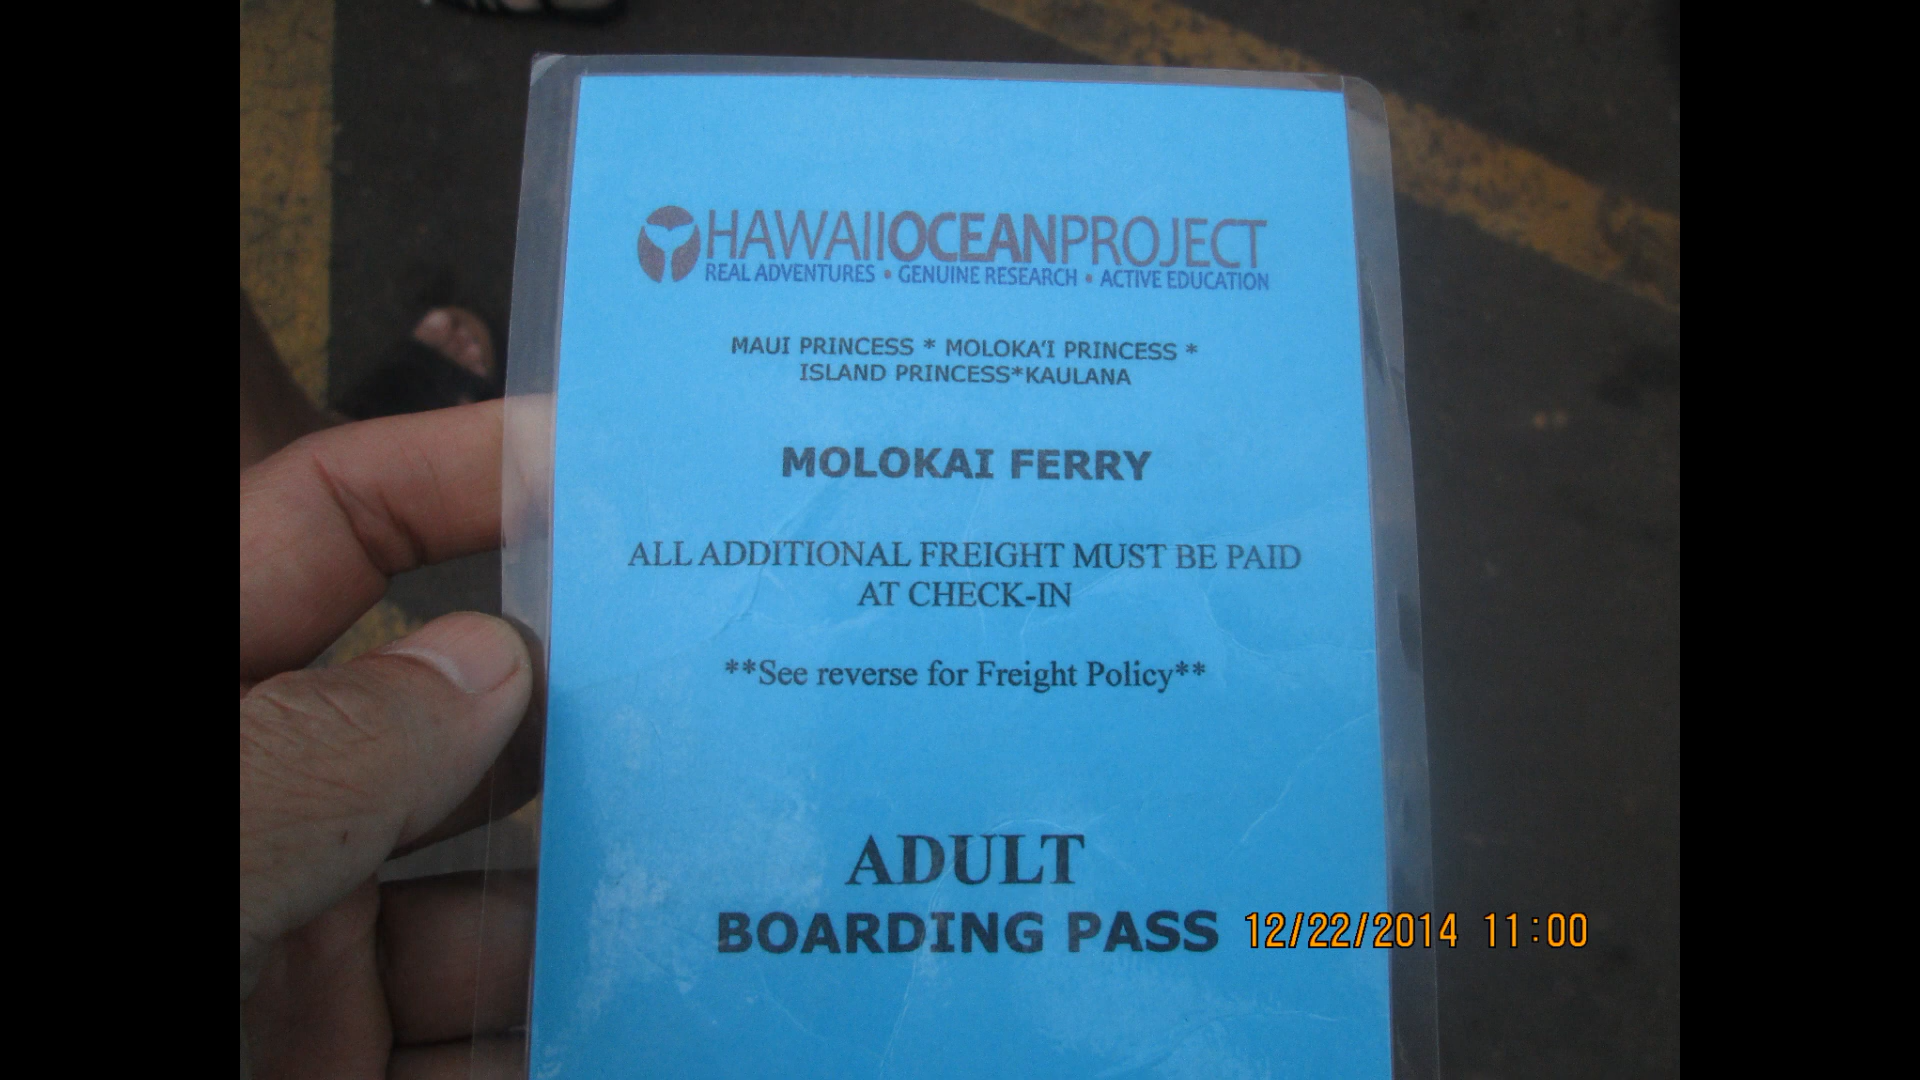 HAWAIIOCEANPROJECT
REAL ADVENTURES • GENUINE RESEARCH • ACTIVE EDUCATION
MAUI PRINCESS * MOLOKA'I PRINCESS *
ISLAND PRINCESS*KAULANA
MOLOKAI FERRY
ALL ADDITIONAL FREIGHT MUST BE PAID
AT CHECK-IN
**See reverse for Freight Policy**
ADULT
BOARDING PASS
12/22/2014 11:00